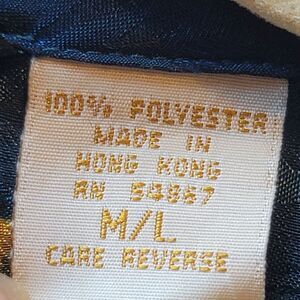 100% POLYESTER
MADE IN
HONG KONG
RN 54867
M/L
CARE REVERSE